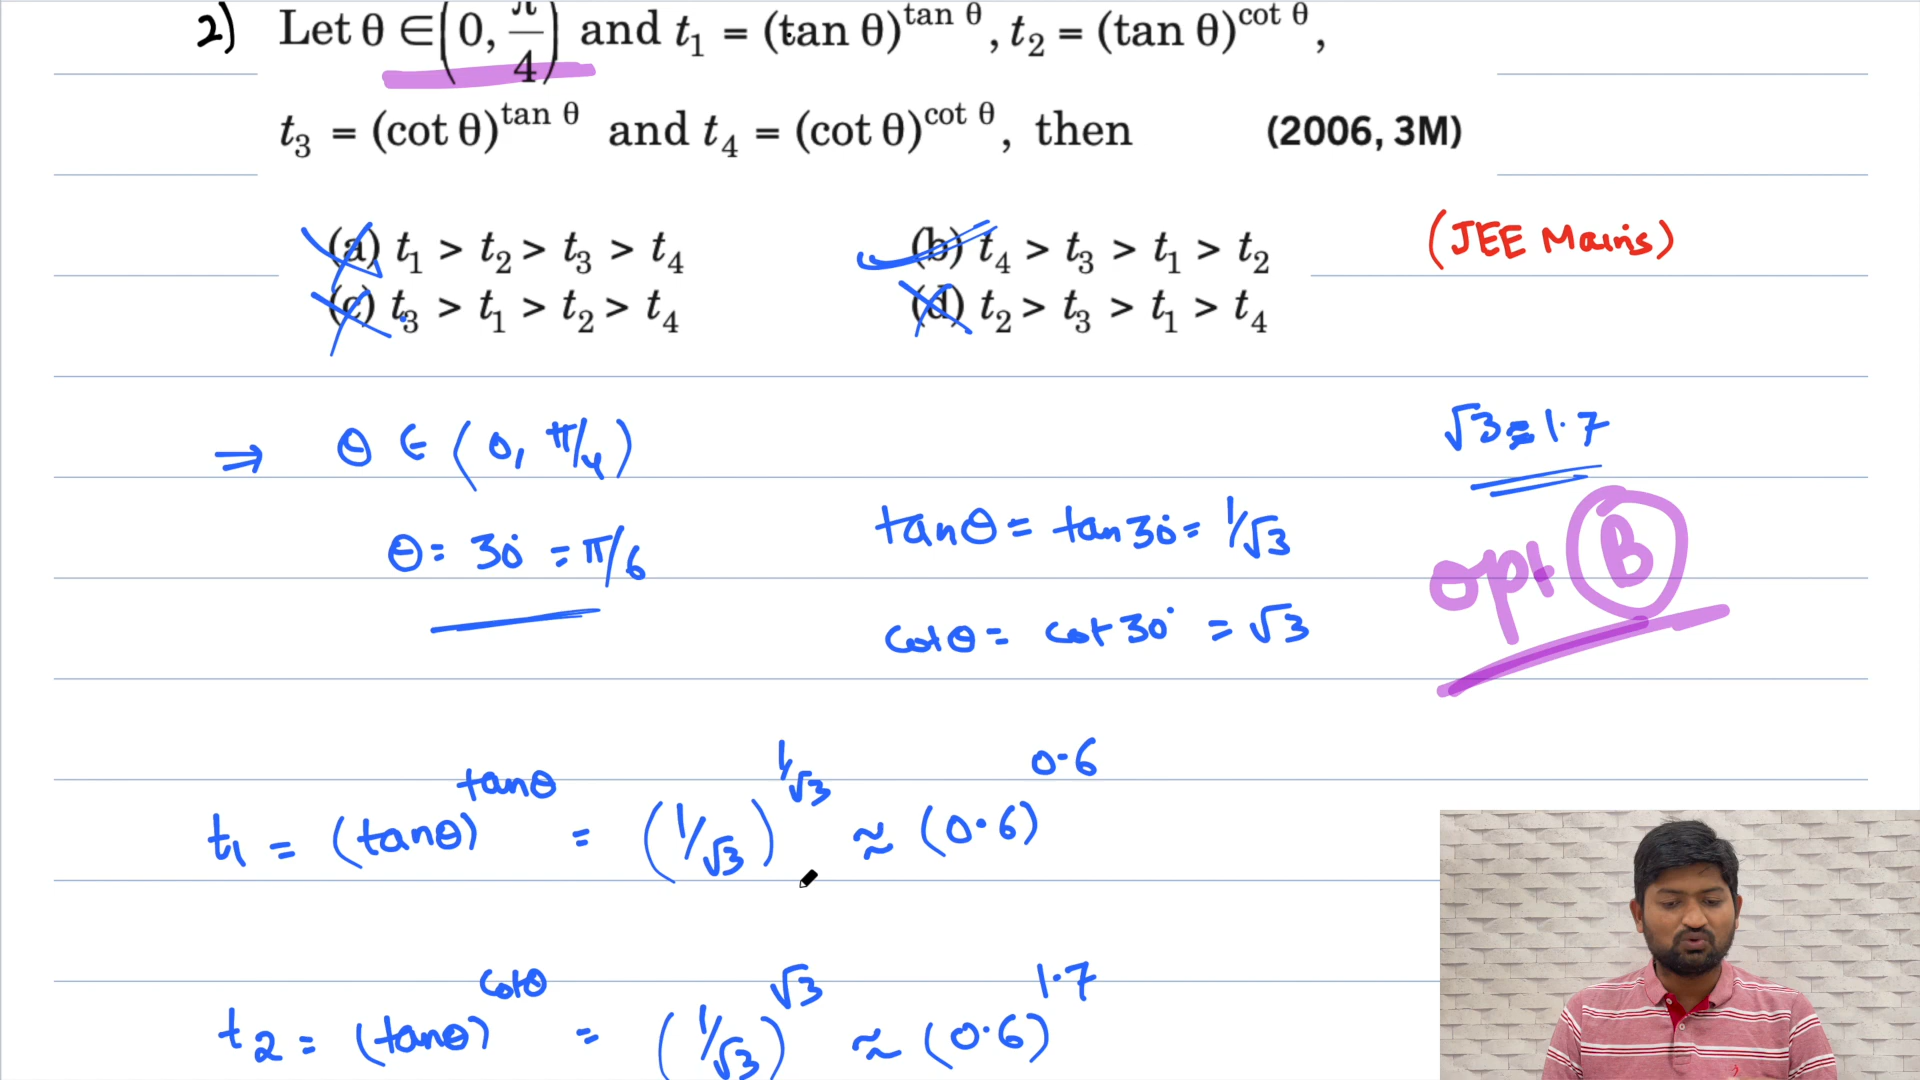 2) Let θ ∈ (0, π/4) and t₁ = (tan θ)^(tan θ), t₂ = (tan θ)^(cot θ),
t₃ = (cot θ)^(tan θ) and t₄ = (cot θ)^(cot θ), then (2006, 3M)
(a) t₁ > t₂ > t₃ > t₄ (b) t₄ > t₃ > t₁ > t₂ (JEE Mains)
(c) t₃ > t₁ > t₂ > t₄ (d) t₂ > t₃ > t₁ > t₄
⇒ θ ∈ (0, π/4) √3 = 1.7
θ = 30° = π/6 tanθ = tan30° = 1/√3 opt B
cotθ = cot 30° = √3
t₁ = (tanθ)^(tanθ) = (1/√3)^(1/√3) ≈ (0.6)^(0.6)
t₂ = (tanθ)^(cotθ) = (1/√3)^(√3) ≈ (0.6)^(1.7)